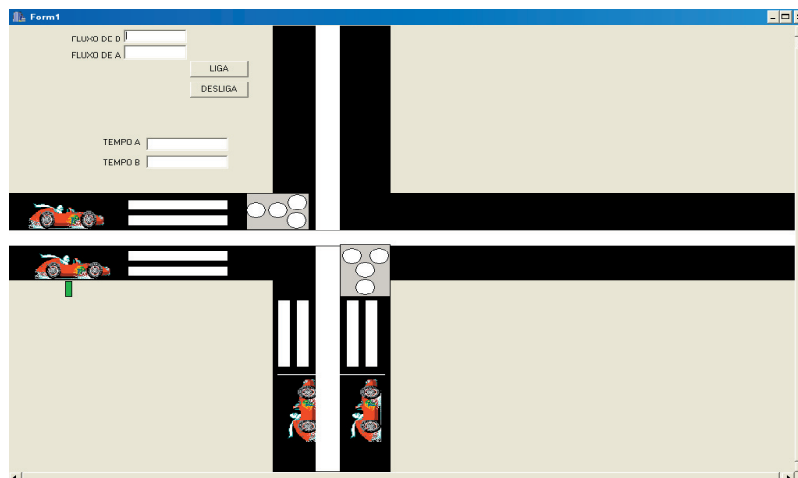 Form1
FLUXO DE D
FLUXO DE A
LIGA
DESLIGA
TEMPO A
TEMPO B